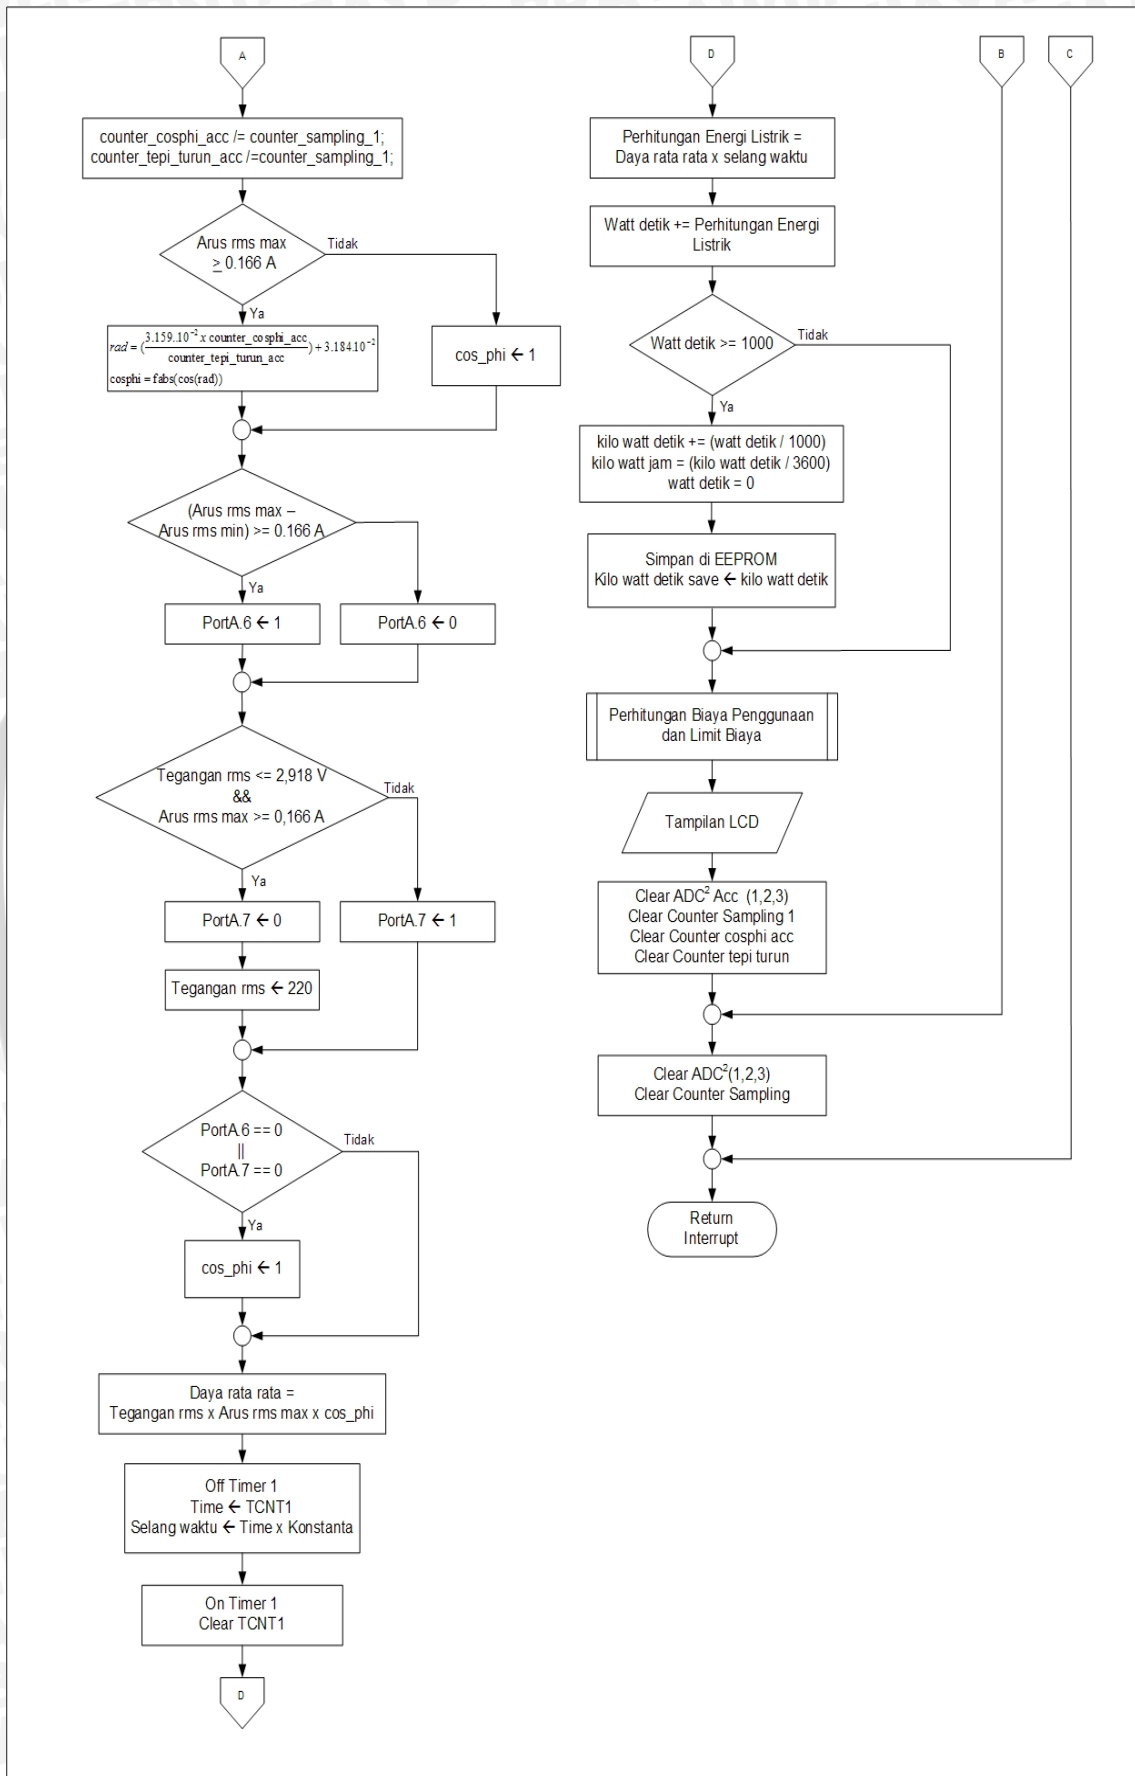 A
counter_cosphi_acc /= counter_sampling_1;
counter_tepi_turun_acc /=counter_sampling_1;
Arus rms max
≥ 0.166 A
Tidak
Ya
rad = (3.159.10⁻² x counter_cosphi_acc / counter_tepi_turun_acc) + 3.184.10⁻²
cosphi = fabs(cos(rad))
cos_phi ← 1
(Arus rms max –
Arus rms min) >= 0.166 A
Ya
PortA.6 ← 1
PortA.6 ← 0
Tegangan rms <= 2,918 V
&&
Arus rms max >= 0,166 A
Tidak
Ya
PortA.7 ← 0
PortA.7 ← 1
Tegangan rms ← 220
PortA.6 == 0
||
PortA.7 == 0
Tidak
Ya
cos_phi ← 1
Daya rata rata =
Tegangan rms x Arus rms max x cos_phi
Off Timer 1
Time ← TCNT1
Selang waktu ← Time x Konstanta
On Timer 1
Clear TCNT1
D
D
Perhitungan Energi Listrik =
Daya rata rata x selang waktu
Watt detik += Perhitungan Energi
Listrik
Watt detik >= 1000
Tidak
Ya
kilo watt detik += (watt detik / 1000)
kilo watt jam = (kilo watt detik / 3600)
watt detik = 0
Simpan di EEPROM
Kilo watt detik save ← kilo watt detik
Perhitungan Biaya Penggunaan
dan Limit Biaya
Tampilan LCD
Clear ADC² Acc (1,2,3)
Clear Counter Sampling 1
Clear Counter cosphi acc
Clear Counter tepi turun
Clear ADC²(1,2,3)
Clear Counter Sampling
Return
Interrupt
B
C